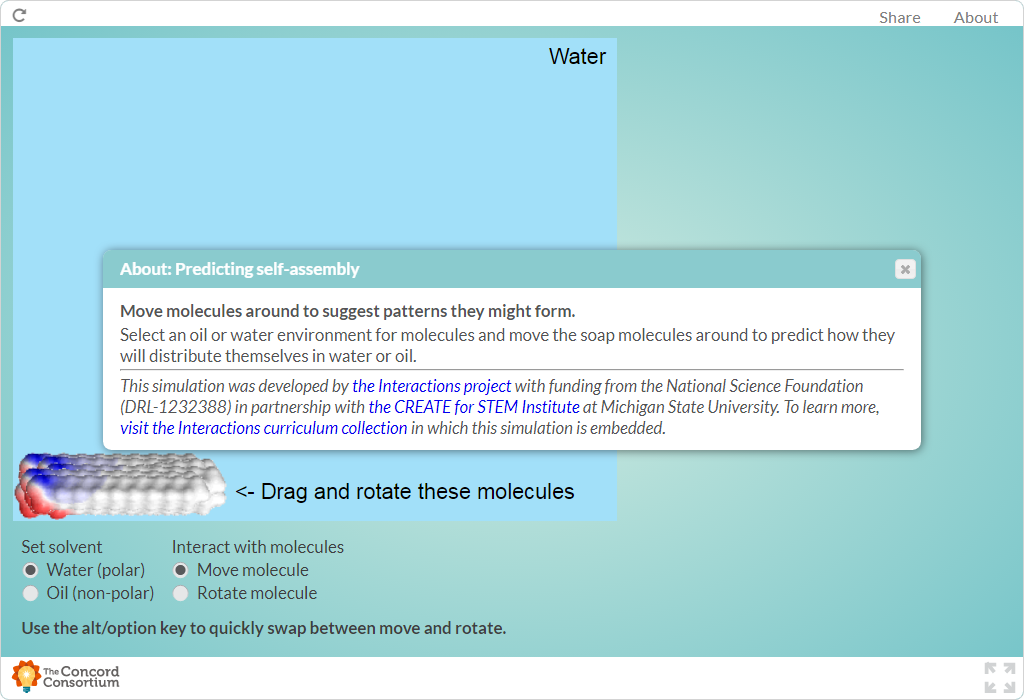 Share About
Water
About: Predicting self-assembly
Move molecules around to suggest patterns they might form.
Select an oil or water environment for molecules and move the soap molecules around to predict how they
will distribute themselves in water or oil.
This simulation was developed by the Interactions project with funding from the National Science Foundation
(DRL-1232388) in partnership with the CREATE for STEM Institute at Michigan State University. To learn more,
visit the Interactions curriculum collection in which this simulation is embedded.
<- Drag and rotate these molecules
Set solvent Interact with molecules
Water (polar) Move molecule
Oil (non-polar) Rotate molecule
Use the alt/option key to quickly swap between move and rotate.
The Concord
Consortium